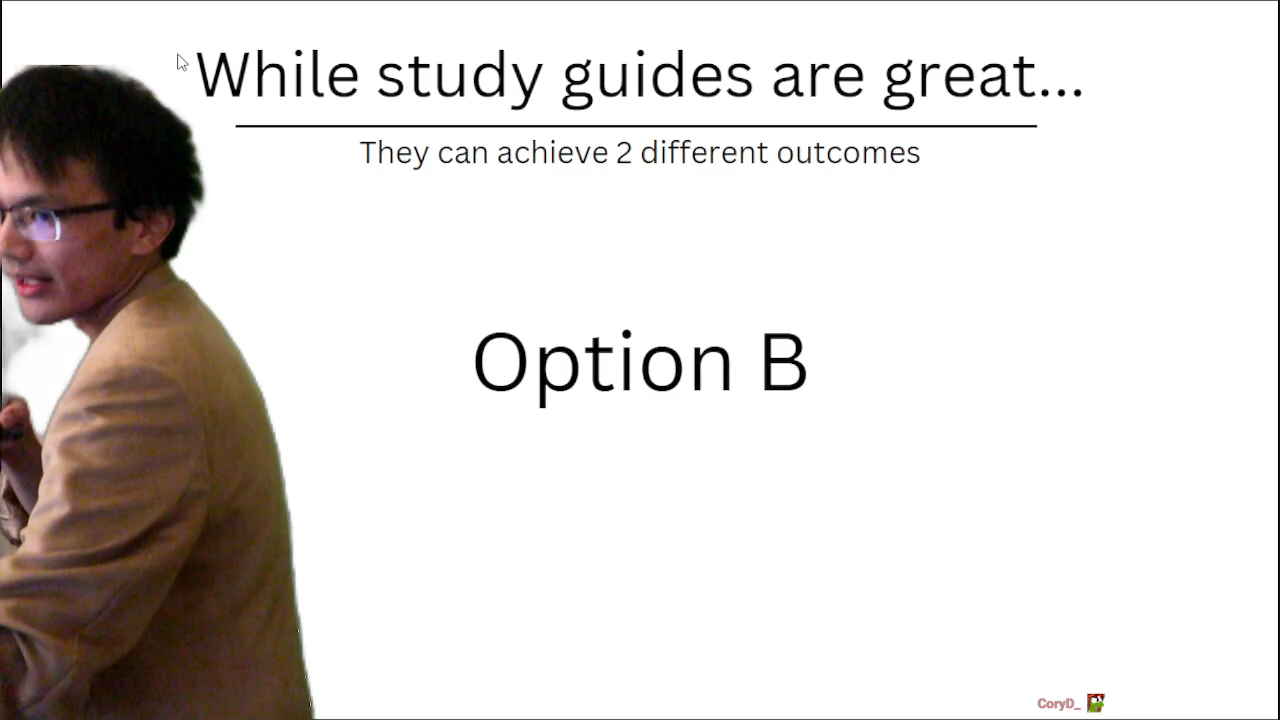 While study guides are great...
They can achieve 2 different outcomes
Option B
CoryD_